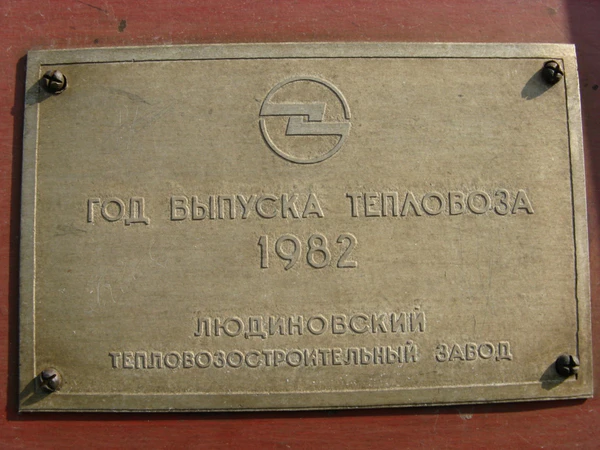 ГОД ВЫПУСКА ТЕПЛОВОЗА
1982
ЛЮДИНОВСКИЙ
ТЕПЛОВОЗОСТРОИТЕЛЬНЫЙ ЗАВОД